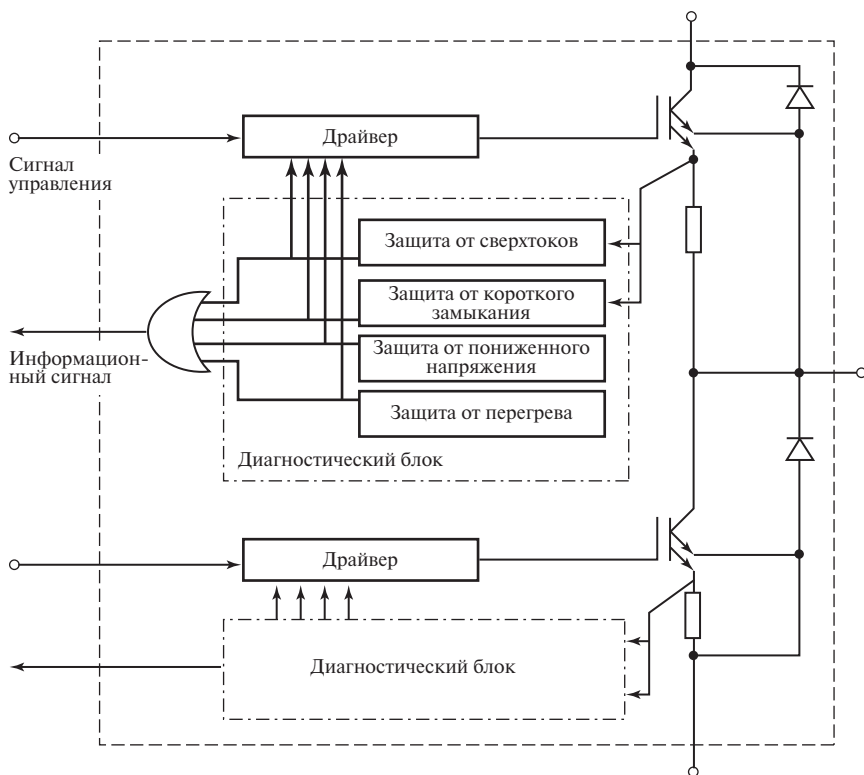 Драйвер
Сигнал
управления
Защита от сверхтоков
Защита от короткого
замыкания
Информацион-
ный сигнал
Защита от пониженного
напряжения
Защита от перегрева
Диагностический блок
Драйвер
Диагностический блок